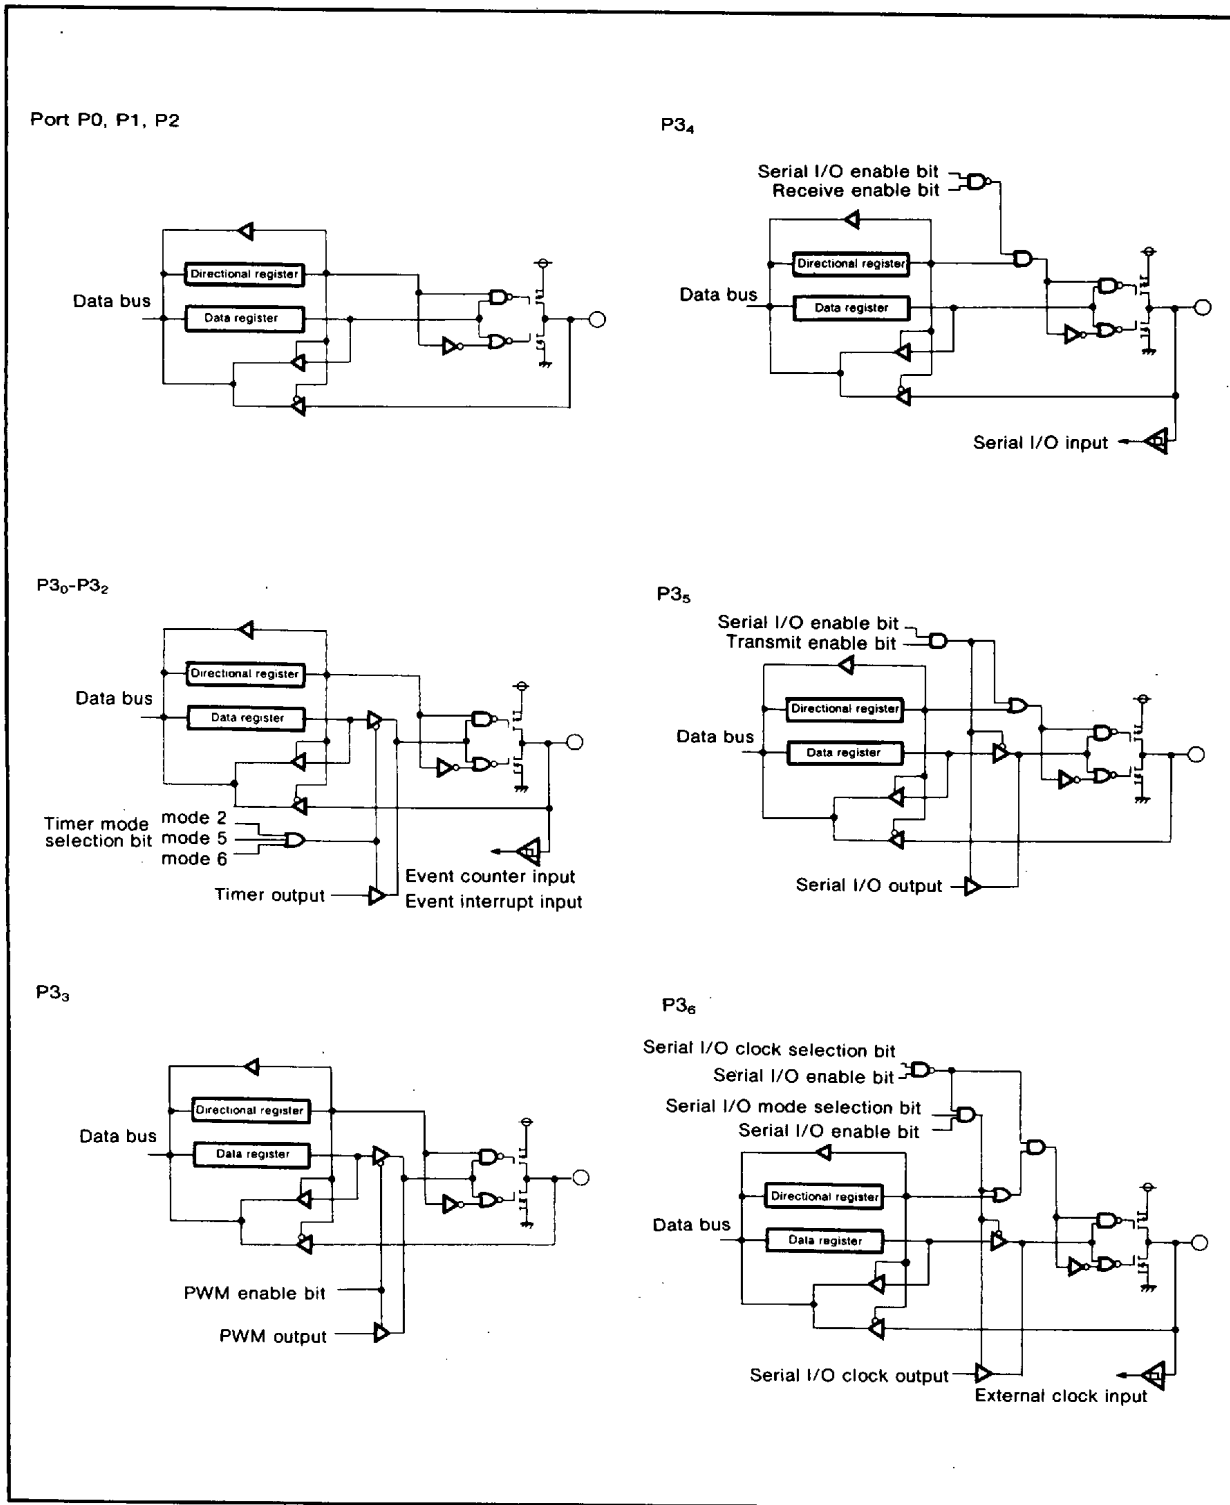 Port P0, P1, P2
Directional register
Data bus
Data register
P3₄
Serial I/O enable bit
Receive enable bit
Directional register
Data bus
Data register
Serial I/O input
P3₀-P3₂
Directional register
Data bus
Data register
Timer mode
selection bit
mode 2
mode 5
mode 6
Timer output
Event counter input
Event interrupt input
P3₅
Serial I/O enable bit
Transmit enable bit
Directional register
Data bus
Data register
Serial I/O output
P3₃
Directional register
Data bus
Data register
PWM enable bit
PWM output
P3₆
Serial I/O clock selection bit
Serial I/O enable bit
Serial I/O mode selection bit
Serial I/O enable bit
Directional register
Data bus
Data register
Serial I/O clock output
External clock input